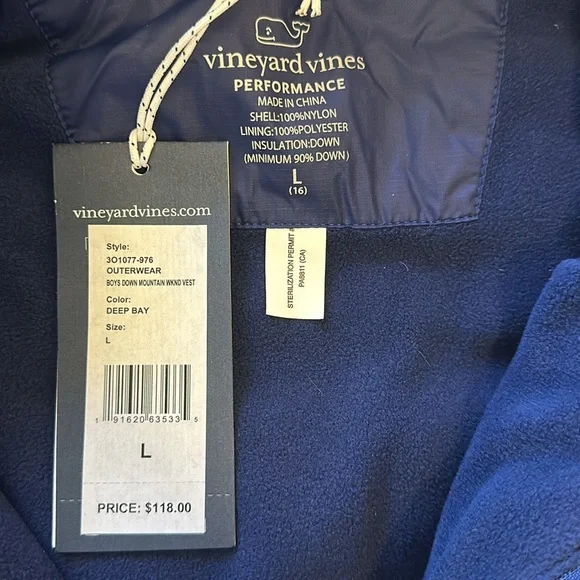 vineyard vines
PERFORMANCE
MADE IN CHINA
SHELL:100%NYLON
LINING:100%POLYESTER
INSULATION:DOWN
(MINIMUM 90% DOWN)
L
(16)
STERILIZATION PERMIT #
PA5811 (CA)
vineyardvines.com
Style:
3O1077-976
OUTERWEAR
BOYS DOWN MOUNTAIN WKND VEST
Color:
DEEP BAY
Size:
L
1 91620 63533 5
L
PRICE: $118.00